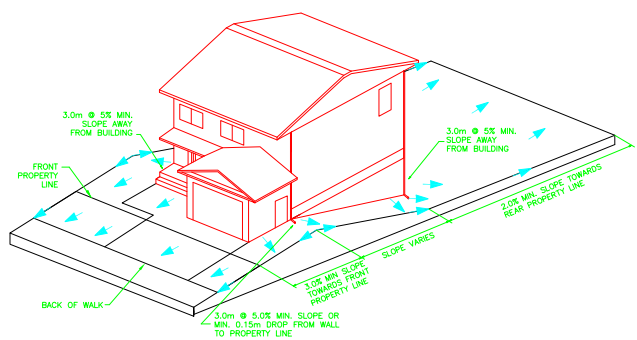 3.0m @ 5% MIN.
SLOPE AWAY
FROM BUILDING
FRONT
PROPERTY
LINE
3.0m @ 5% MIN.
SLOPE AWAY
FROM BUILDING
2.0% MIN. SLOPE TOWARDS
REAR PROPERTY LINE
SLOPE VARIES
3.0% MIN SLOPE
TOWARDS FRONT
PROPERTY LINE
BACK OF WALK
3.0m @ 5.0% MIN. SLOPE OR
MIN. 0.15m DROP FROM WALL
TO PROPERTY LINE